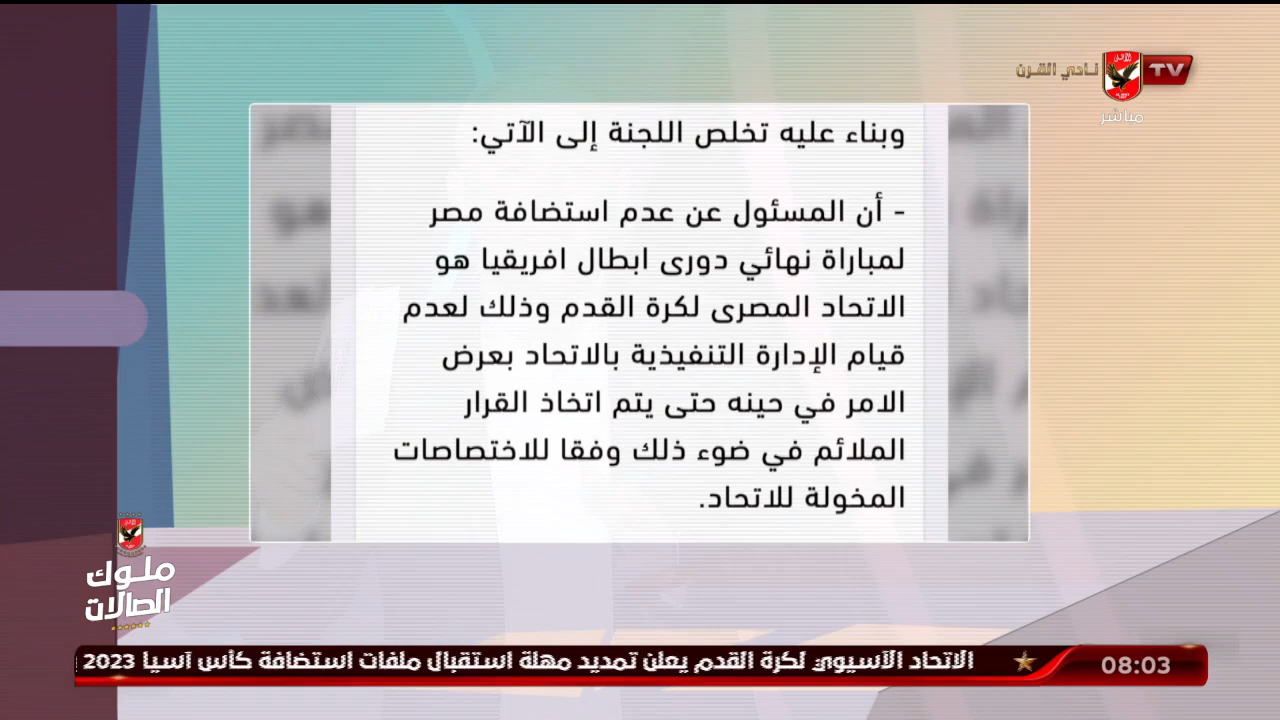 نادي القرن
TV
مباشر
وبناء عليه تخلص اللجنة إلى الآتي:
- أن المسئول عن عدم استضافة مصر
لمباراة نهائي دورى ابطال افريقيا هو
الاتحاد المصرى لكرة القدم وذلك لعدم
قيام الإدارة التنفيذية بالاتحاد بعرض
الامر في حينه حتى يتم اتخاذ القرار
الملائم في ضوء ذلك وفقا للاختصاصات
المخولة للاتحاد.
ملوك
الصالات
08:03
الاتحاد الآسيوي لكرة القدم يعلن تمديد مهلة استقبال ملفات استضافة كأس آسيا 2023